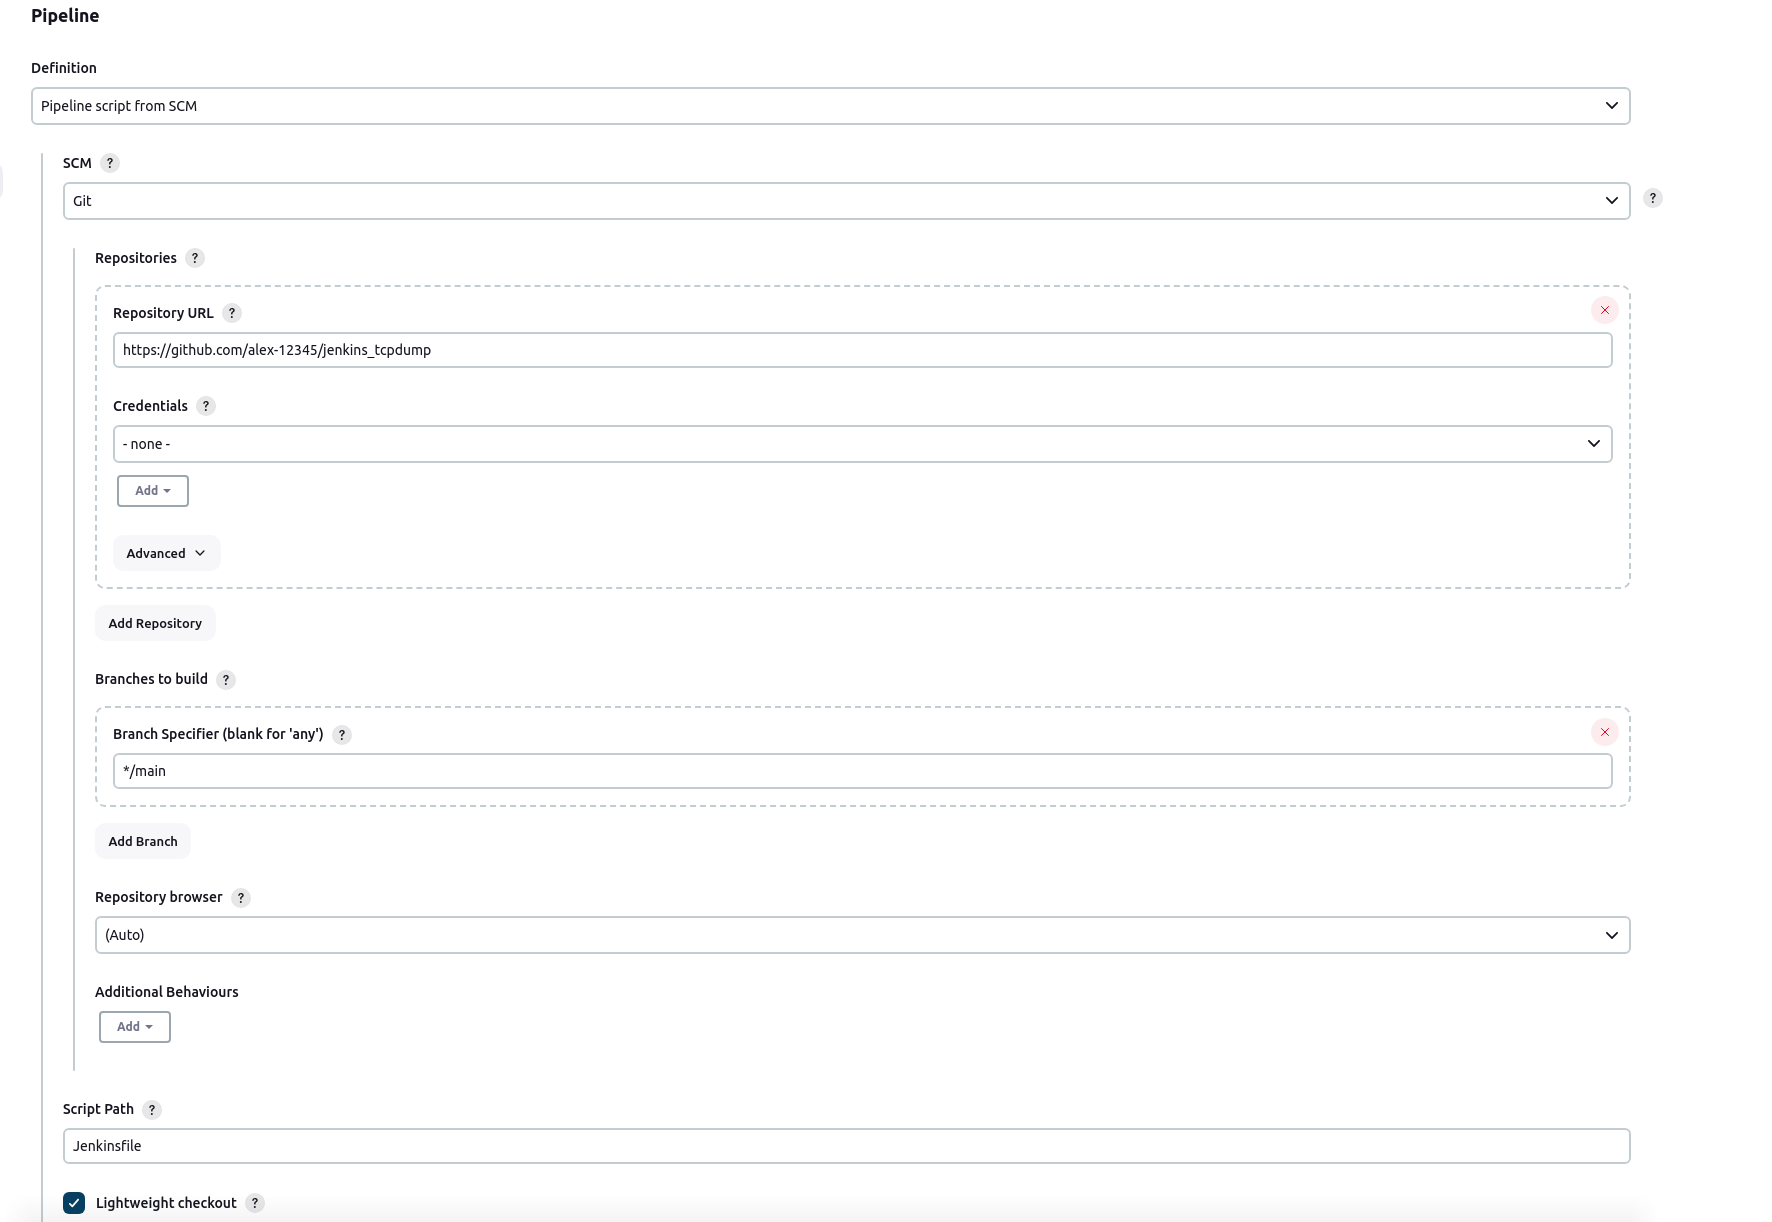 Pipeline
Definition
Pipeline script from SCM
SCM ?
Git
?
Repositories ?
Repository URL ?
https://github.com/alex-12345/jenkins_tcpdump
Credentials ?
- none -
Add
Advanced
Add Repository
Branches to build ?
Branch Specifier (blank for 'any') ?
*/main
Add Branch
Repository browser ?
(Auto)
Additional Behaviours
Add
Script Path ?
Jenkinsfile
Lightweight checkout ?